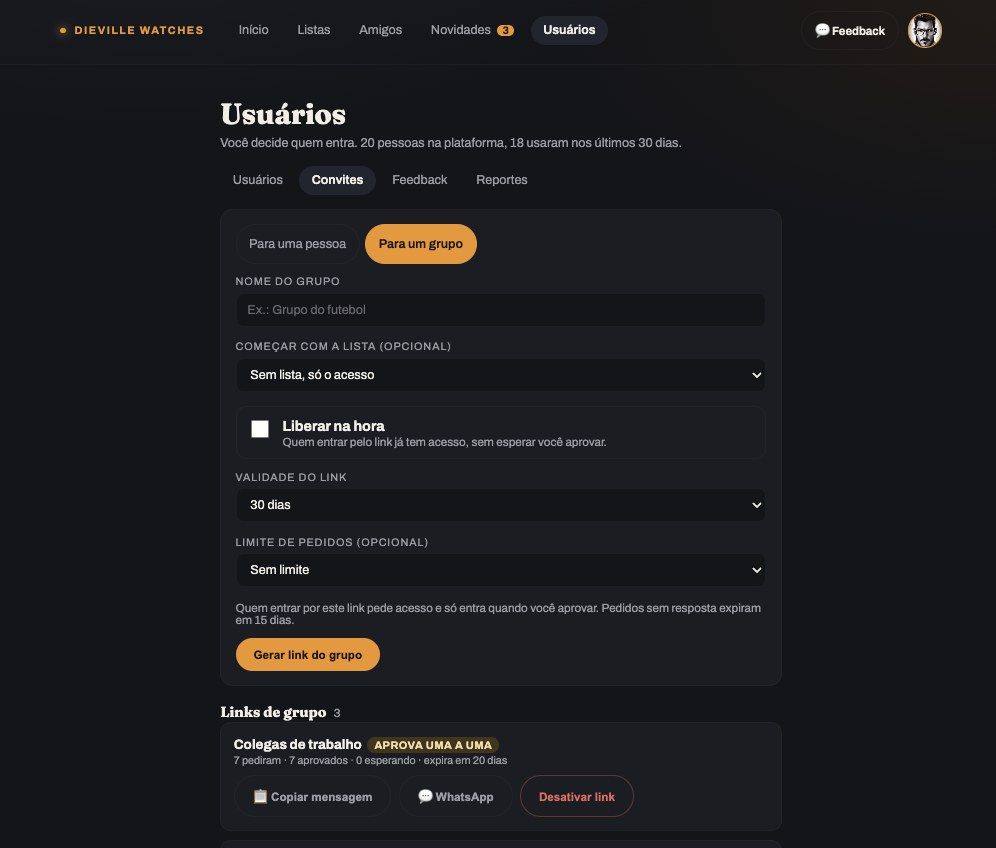 DIEVILLE WATCHES
Início
Listas
Amigos
Novidades 3
Usuários
💬 Feedback
Usuários
Você decide quem entra. 20 pessoas na plataforma, 18 usaram nos últimos 30 dias.
Usuários
Convites
Feedback
Reportes
Para uma pessoa
Para um grupo
NOME DO GRUPO
Ex.: Grupo do futebol
COMEÇAR COM A LISTA (OPCIONAL)
Sem lista, só o acesso
Liberar na hora
Quem entrar pelo link já tem acesso, sem esperar você aprovar.
VALIDADE DO LINK
30 dias
LIMITE DE PEDIDOS (OPCIONAL)
Sem limite
Quem entrar por este link pede acesso e só entra quando você aprovar. Pedidos sem resposta expiram
em 15 dias.
Gerar link do grupo
Links de grupo 3
Colegas de trabalho APROVA UMA A UMA
7 pediram · 7 aprovados · 0 esperando · expira em 20 dias
📋 Copiar mensagem
💬 WhatsApp
Desativar link